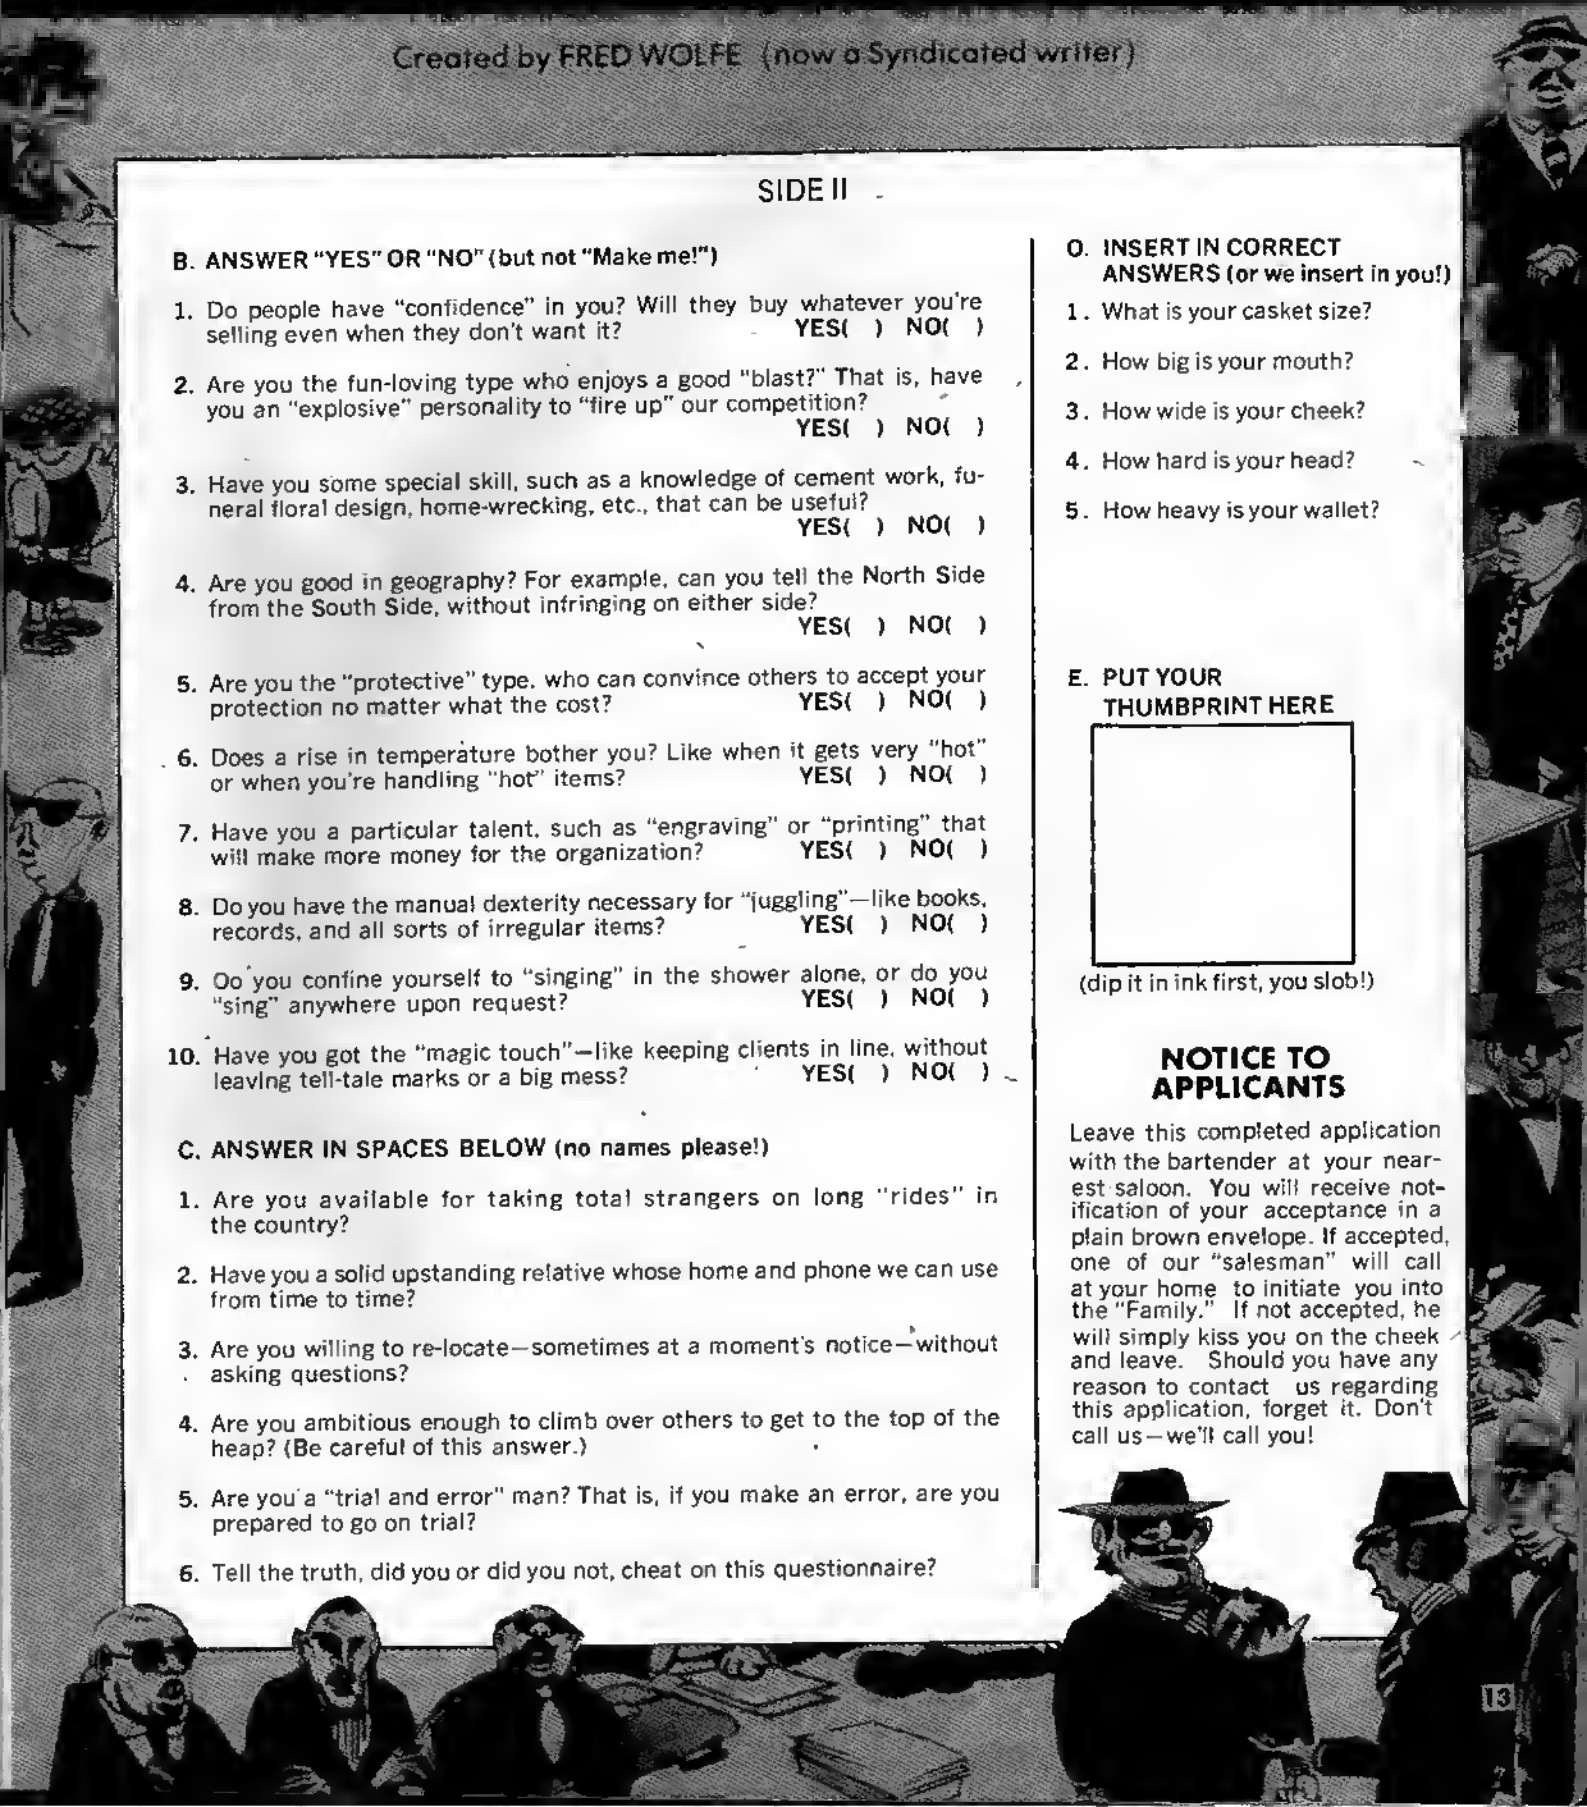 Created by FRED WOLFE (now a Syndicated writer)
SIDE II
B. ANSWER “YES” OR “NO” (but not “Make me!”)
1. Do people have “confidence” in you? Will they buy whatever you're
selling even when they don't want it? YES( ) NO( )
2. Are you the fun-loving type who enjoys a good "blast?" That is, have
you an “explosive” personality to “fire up” our competition?
YES( ) NO( )
3. Have you some special skill, such as a knowledge of cement work, fu-
neral floral design, home-wrecking, etc., that can be useful?
YES( ) NO( )
4. Are you good in geography? For example, can you tell the North Side
from the South Side, without infringing on either side?
YES( ) NO( )
5. Are you the “protective” type, who can convince others to accept your
protection no matter what the cost? YES( ) NO( )
6. Does a rise in temperature bother you? Like when it gets very “hot”
or when you're handling “hot” items? YES( ) NO( )
7. Have you a particular talent, such as “engraving” or “printing” that
will make more money for the organization? YES( ) NO( )
8. Do you have the manual dexterity necessary for “juggling”—like books,
records, and all sorts of irregular items? YES( ) NO( )
9. Oo you confine yourself to “singing” in the shower alone, or do you
“sing” anywhere upon request? YES( ) NO( )
10. Have you got the “magic touch”—like keeping clients in line, without
leaving tell-tale marks or a big mess? YES( ) NO( )
C. ANSWER IN SPACES BELOW (no names please!)
1. Are you available for taking total strangers on long "rides" in
the country?
2. Have you a solid upstanding relative whose home and phone we can use
from time to time?
3. Are you willing to re-locate—sometimes at a moment's notice—without
asking questions?
4. Are you ambitious enough to climb over others to get to the top of the
heap? (Be careful of this answer.)
5. Are you a “trial and error” man? That is, if you make an error, are you
prepared to go on trial?
6. Tell the truth, did you or did you not, cheat on this questionnaire?
O. INSERT IN CORRECT
ANSWERS (or we insert in you!)
1. What is your casket size?
2. How big is your mouth?
3. How wide is your cheek?
4. How hard is your head?
5. How heavy is your wallet?
E. PUT YOUR
THUMBPRINT HERE
(dip it in ink first, you slob!)
NOTICE TO
APPLICANTS
Leave this completed application
with the bartender at your near-
est saloon. You will receive not-
ification of your acceptance in a
plain brown envelope. If accepted,
one of our “salesman” will call
at your home to initiate you into
the “Family.” If not accepted, he
will simply kiss you on the cheek
and leave. Should you have any
reason to contact us regarding
this application, forget it. Don't
call us—we'll call you!
13